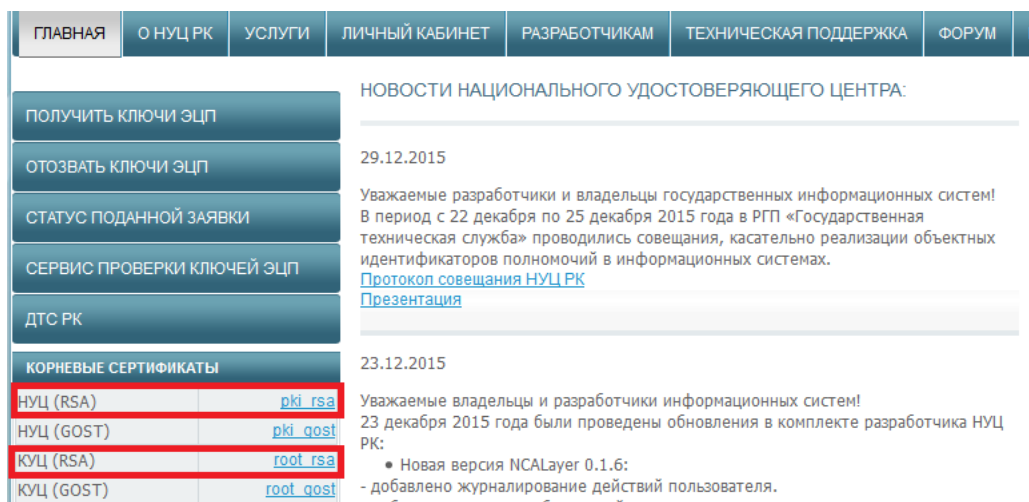 ГЛАВНАЯ О НУЦ РК УСЛУГИ ЛИЧНЫЙ КАБИНЕТ РАЗРАБОТЧИКАМ ТЕХНИЧЕСКАЯ ПОДДЕРЖКА ФОРУМ
ПОЛУЧИТЬ КЛЮЧИ ЭЦП
ОТОЗВАТЬ КЛЮЧИ ЭЦП
СТАТУС ПОДАННОЙ ЗАЯВКИ
СЕРВИС ПРОВЕРКИ КЛЮЧЕЙ ЭЦП
ДТС РК
КОРНЕВЫЕ СЕРТИФИКАТЫ
НУЦ (RSA) pki_rsa
НУЦ (GOST) pki_gost
КУЦ (RSA) root_rsa
КУЦ (GOST) root_gost
НОВОСТИ НАЦИОНАЛЬНОГО УДОСТОВЕРЯЮЩЕГО ЦЕНТРА:
29.12.2015
Уважаемые разработчики и владельцы государственных информационных систем!
В период с 22 декабря по 25 декабря 2015 года в РГП «Государственная
техническая служба» проводились совещания, касательно реализации объектных
идентификаторов полномочий в информационных системах.
Протокол совещания НУЦ РК
Презентация
23.12.2015
Уважаемые владельцы и разработчики информационных систем!
23 декабря 2015 года были проведены обновления в комплекте разработчика НУЦ
РК:
• Новая версия NCALayer 0.1.6:
- добавлено журналирование действий пользователя.